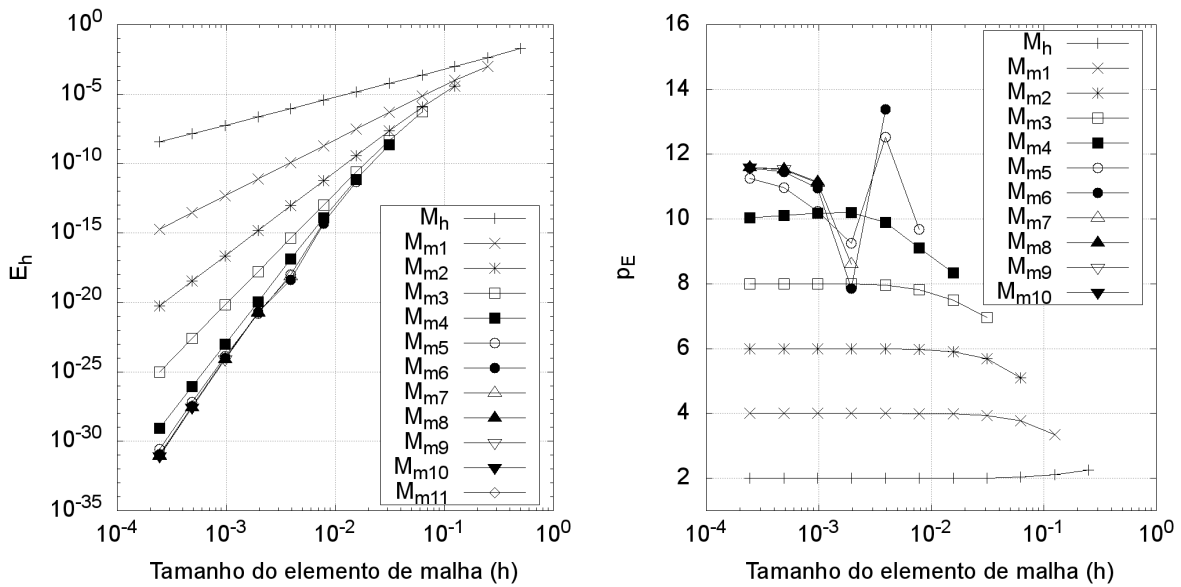 10^0
10^-5
10^-10
10^-15
10^-20
10^-25
10^-30
10^-35
E_h
10^-4
10^-3
10^-2
10^-1
10^0
Tamanho do elemento de malha (h)
M_h
M_m1
M_m2
M_m3
M_m4
M_m5
M_m6
M_m7
M_m8
M_m9
M_m10
M_m11
16
14
12
10
8
6
4
2
p_E
10^-4
10^-3
10^-2
10^-1
10^0
Tamanho do elemento de malha (h)
M_h
M_m1
M_m2
M_m3
M_m4
M_m5
M_m6
M_m7
M_m8
M_m9
M_m10